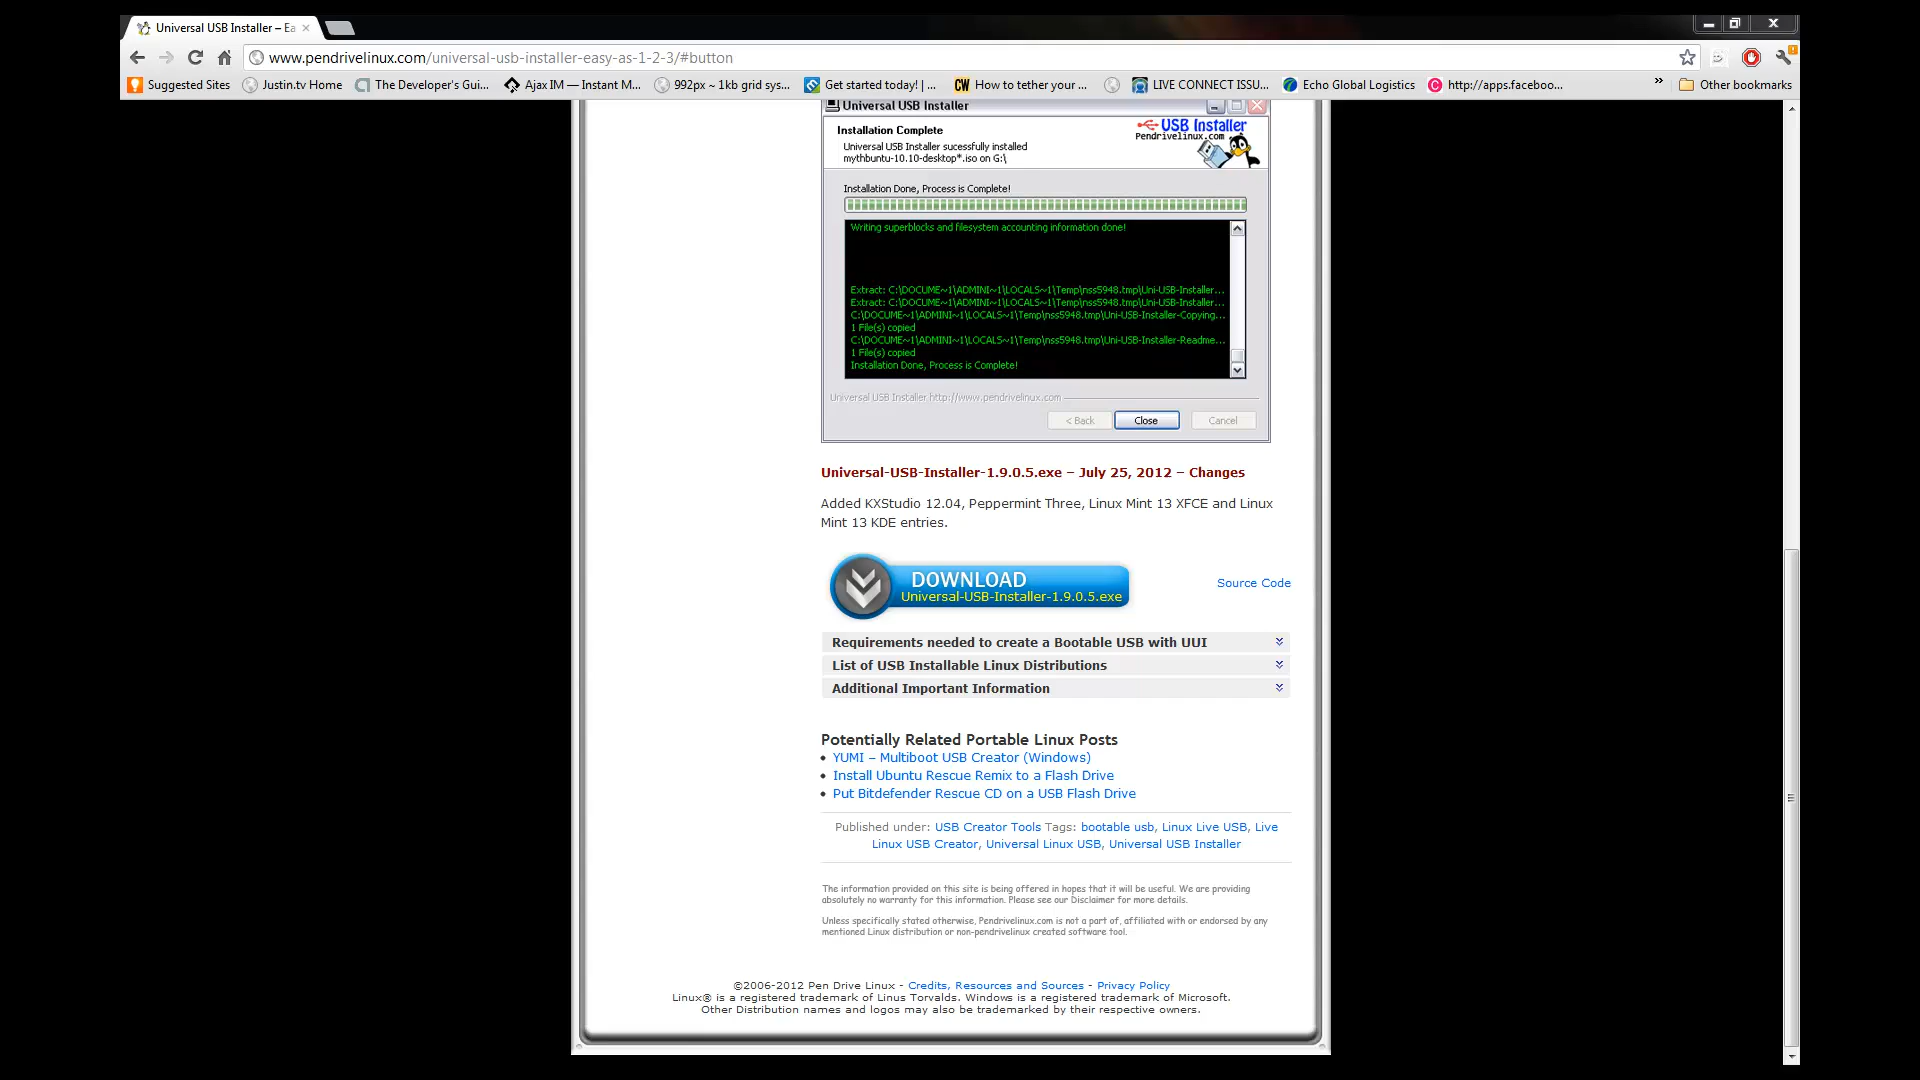 Universal USB Installer – Ea
www.pendrivelinux.com/universal-usb-installer-easy-as-1-2-3/#button
Suggested Sites
Justin.tv Home
The Developer's Gui...
Ajax IM — Instant M...
992px ~ 1kb grid sys...
Get started today! | ...
CW How to tether your ...
LIVE CONNECT ISSU...
Echo Global Logistics
http://apps.faceboo...
»
Other bookmarks
Universal USB Installer
Installation Complete
Universal USB Installer sucessfully installed
mythbuntu-10.10-desktop*.iso on G:\
USB Installer
Pendrivelinux.com
Installation Done, Process is Complete!
Writing superblocks and filesystem accounting information done!
Extract: C:\DOCUME~1\ADMINI~1\LOCALS~1\Temp\nss5948.tmp\Uni-USB-Installer...
Extract: C:\DOCUME~1\ADMINI~1\LOCALS~1\Temp\nss5948.tmp\Uni-USB-Installer...
C:\DOCUME~1\ADMINI~1\LOCALS~1\Temp\nss5948.tmp\Uni-USB-Installer-Copying...
1 File(s) copied
C:\DOCUME~1\ADMINI~1\LOCALS~1\Temp\nss5948.tmp\Uni-USB-Installer-Readme...
1 File(s) copied
Installation Done, Process is Complete!
Universal USB Installer http://www.pendrivelinux.com
< Back
Close
Cancel
Universal-USB-Installer-1.9.0.5.exe – July 25, 2012 – Changes
Added KXStudio 12.04, Peppermint Three, Linux Mint 13 XFCE and Linux
Mint 13 KDE entries.
DOWNLOAD
Universal-USB-Installer-1.9.0.5.exe
Source Code
Requirements needed to create a Bootable USB with UUI
List of USB Installable Linux Distributions
Additional Important Information
Potentially Related Portable Linux Posts
• YUMI – Multiboot USB Creator (Windows)
• Install Ubuntu Rescue Remix to a Flash Drive
• Put Bitdefender Rescue CD on a USB Flash Drive
Published under: USB Creator Tools Tags: bootable usb, Linux Live USB, Live
Linux USB Creator, Universal Linux USB, Universal USB Installer
The information provided on this site is being offered in hopes that it will be useful. We are providing
absolutely no warranty for this information. Please see our Disclaimer for more details.
Unless specifically stated otherwise, Pendrivelinux.com is not a part of, affiliated with or endorsed by any
mentioned Linux distribution or non-pendrivelinux created software tool.
©2006-2012 Pen Drive Linux - Credits, Resources and Sources - Privacy Policy
Linux® is a registered trademark of Linus Torvalds. Windows is a registered trademark of Microsoft.
Other Distribution names and logos may also be trademarked by their respective owners.